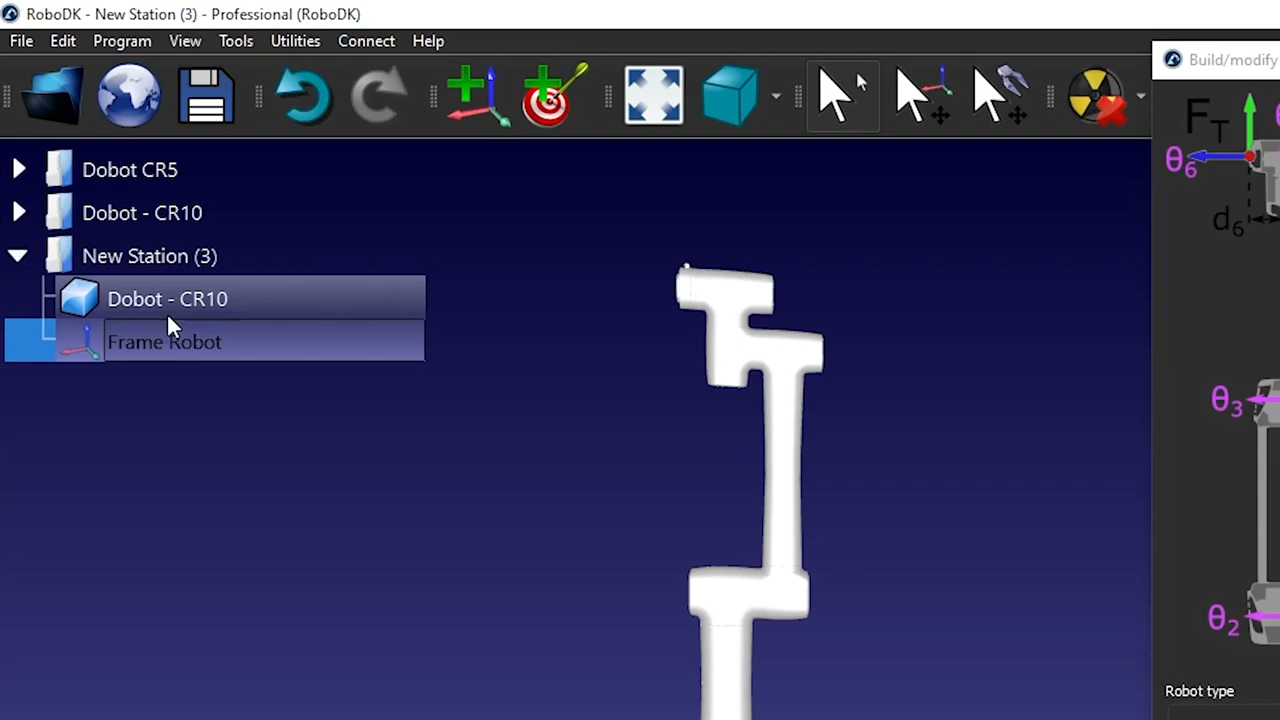 RoboDK - New Station (3) - Professional (RoboDK)
File Edit Program View Tools Utilities Connect Help
Build/modify
Dobot CR5
Dobot - CR10
New Station (3)
Dobot - CR10
Frame Robot
FT
θ6
d6
θ3
θ2
Robot type